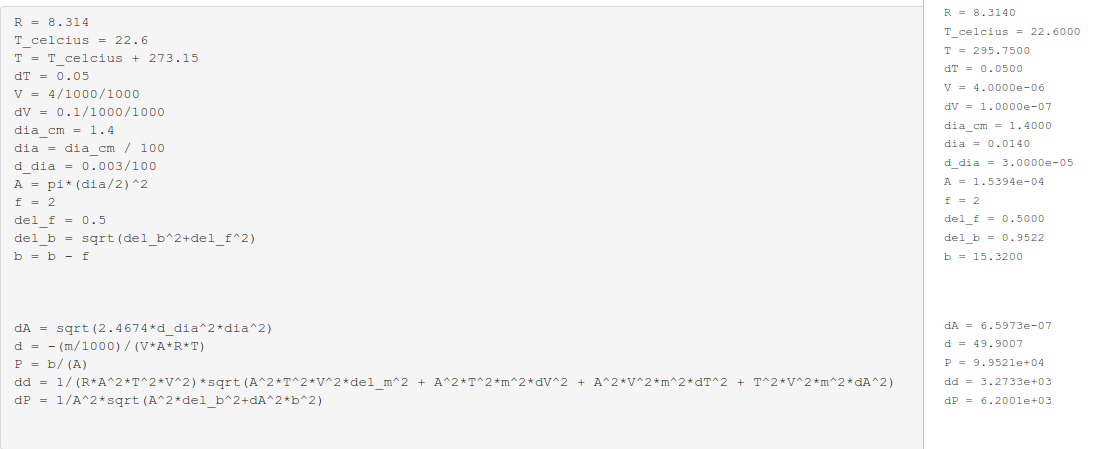 R = 8.314
T_celcius = 22.6
T = T_celcius + 273.15
dT = 0.05
V = 4/1000/1000
dV = 0.1/1000/1000
dia_cm = 1.4
dia = dia_cm / 100
d_dia = 0.003/100
A = pi*(dia/2)^2
f = 2
del_f = 0.5
del_b = sqrt(del_b^2+del_f^2)
b = b - f
dA = sqrt(2.4674*d_dia^2*dia^2)
d = -(m/1000)/(V*A*R*T)
P = b/(A)
dd = 1/(R*A^2*T^2*V^2)*sqrt(A^2*T^2*V^2*del_m^2 + A^2*T^2*m^2*dV^2 + A^2*V^2*m^2*dT^2 + T^2*V^2*m^2*dA^2)
dP = 1/A^2*sqrt(A^2*del_b^2+dA^2*b^2)
R = 8.3140
T_celcius = 22.6000
T = 295.7500
dT = 0.0500
V = 4.0000e-06
dV = 1.0000e-07
dia_cm = 1.4000
dia = 0.0140
d_dia = 3.0000e-05
A = 1.5394e-04
f = 2
del_f = 0.5000
del_b = 0.9522
b = 15.3200
dA = 6.5973e-07
d = 49.9007
P = 9.9521e+04
dd = 3.2733e+03
dP = 6.2001e+03